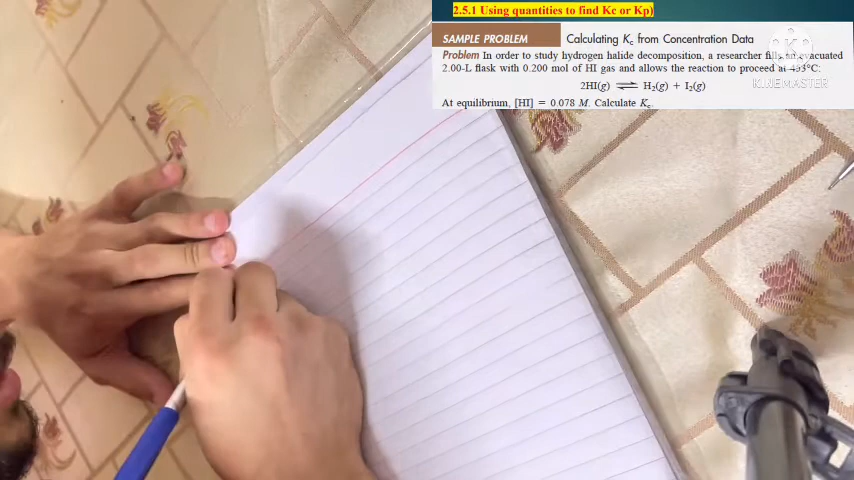 2.5.1 Using quantities to find Kc or Kp)
SAMPLE PROBLEM Calculating Kc from Concentration Data
Problem In order to study hydrogen halide decomposition, a researcher fills an evacuated
2.00-L flask with 0.200 mol of HI gas and allows the reaction to proceed at 453°C:
2HI(g) ⇌ H₂(g) + I₂(g)
KINEMASTER
At equilibrium, [HI] = 0.078 M. Calculate Kc.